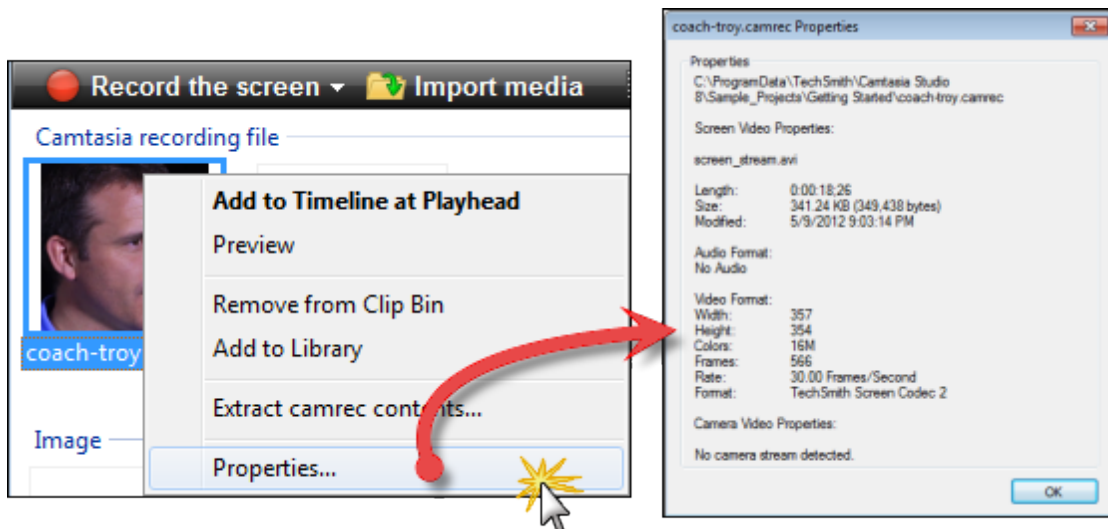 Record the screen
Import media
Camtasia recording file
coach-troy
Add to Timeline at Playhead
Preview
Remove from Clip Bin
Add to Library
Extract camrec contents...
Properties...
Image
coach-troy.camrec Properties
Properties
C:\ProgramData\TechSmith\Camtasia Studio
8\Sample_Projects\Getting Started\coach-troy.camrec
Screen Video Properties:
screen_stream.avi
Length: 0:00:18;26
Size: 341.24 KB (349,438 bytes)
Modified: 5/9/2012 9:03:14 PM
Audio Format:
No Audio
Video Format:
Width: 357
Height: 354
Colors: 16M
Frames: 566
Rate: 30.00 Frames/Second
Format: TechSmith Screen Codec 2
Camera Video Properties:
No camera stream detected.
OK